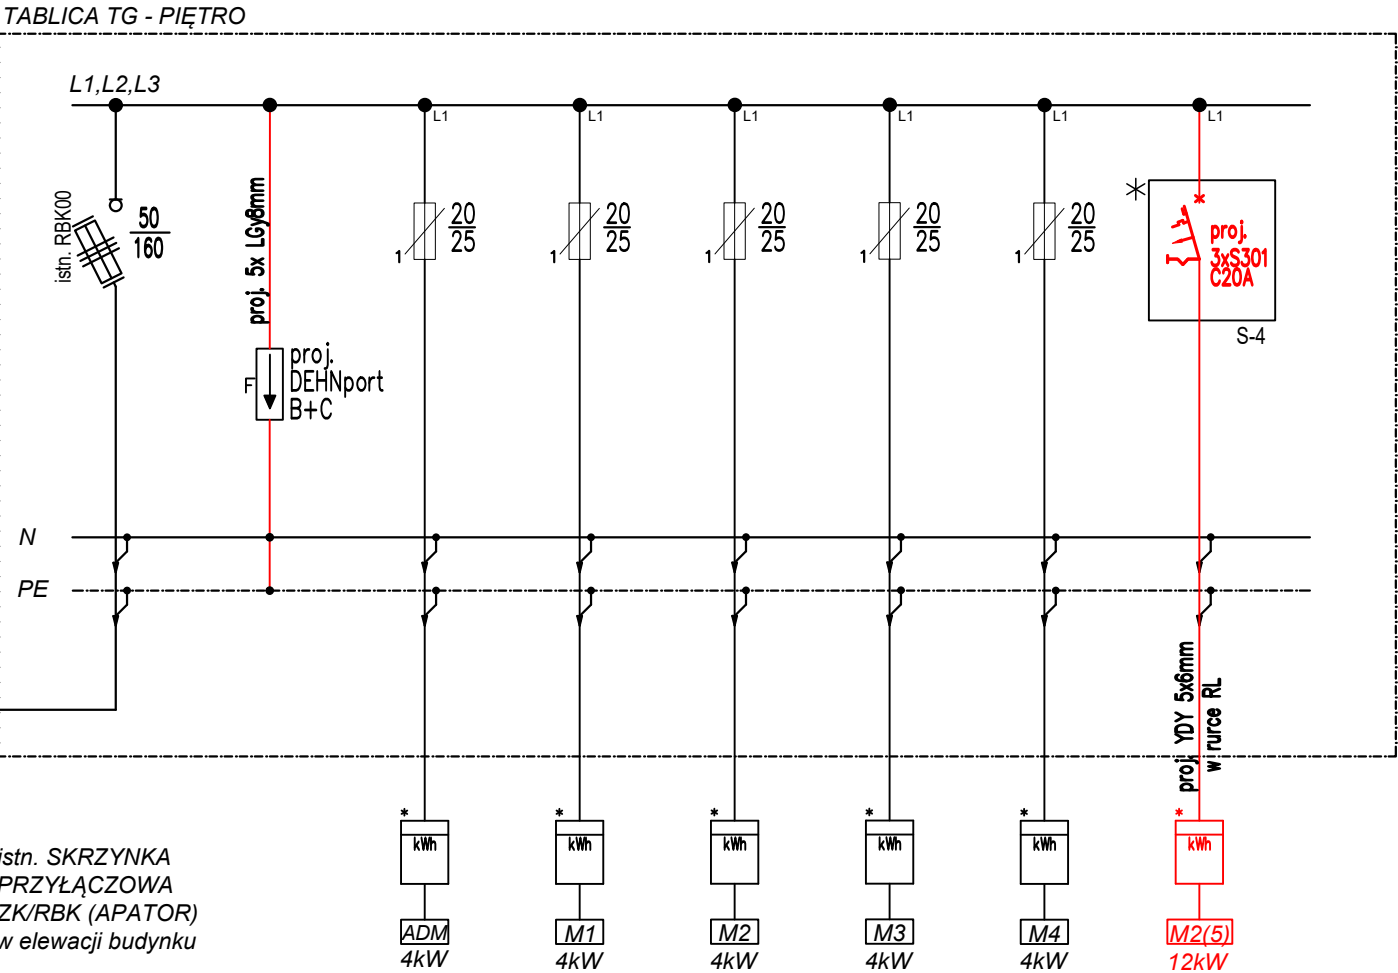 TABLICA TG - PIĘTRO
L1,L2,L3
L1
L1
L1
L1
L1
L1
istn. RBK00
50
160
proj. 5x LGy8mm
F
proj.
DEHNport
B+C
1
20
25
1
20
25
1
20
25
1
20
25
1
20
25
*
proj.
3xS301
C20A
S-4
N
PE
proj. YDY 5x6mm
w rurce RL
*
kWh
*
kWh
*
kWh
*
kWh
*
kWh
*
kWh
istn. SKRZYNKA
PRZYŁĄCZOWA
ZK/RBK (APATOR)
w elewacji budynku
ADM
4kW
M1
4kW
M2
4kW
M3
4kW
M4
4kW
M2(5)
12kW